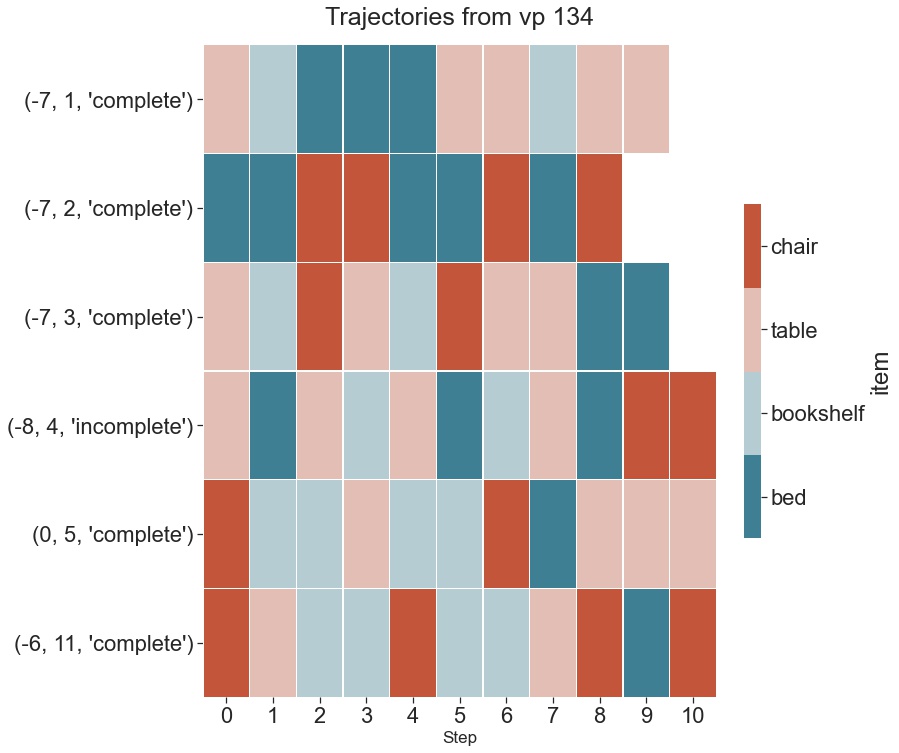 Trajectories from vp 134
(-7, 1, 'complete')
(-7, 2, 'complete')
(-7, 3, 'complete')
(-8, 4, 'incomplete')
(0, 5, 'complete')
(-6, 11, 'complete')
0 1 2 3 4 5 6 7 8 9 10
Step
chair
table
bookshelf
bed
item